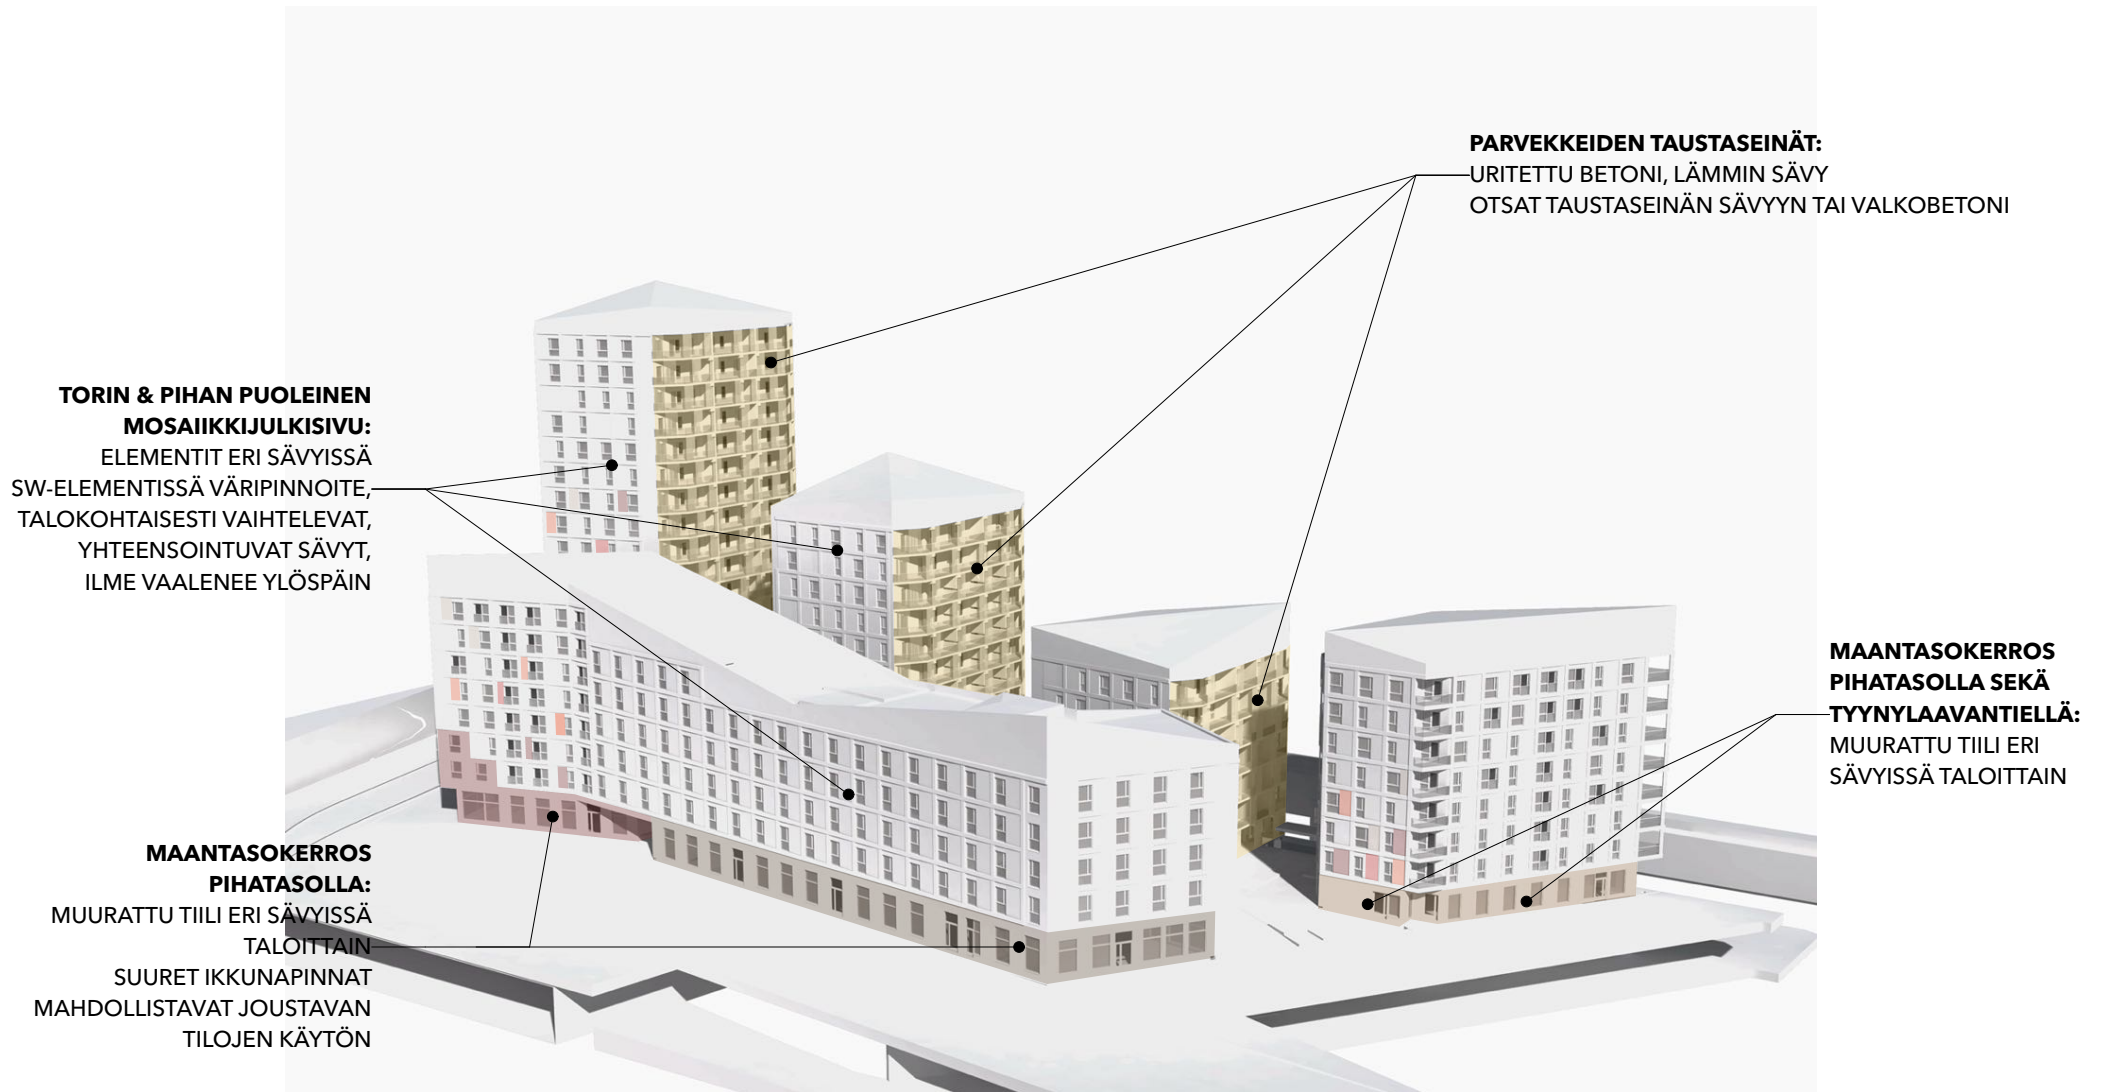 PARVEKKEIDEN TAUSTASEINÄT:
URITETTU BETONI, LÄMMIN SÄVY
OTSAT TAUSTASEINÄN SÄVYYN TAI VALKOBETONI
TORIN & PIHAN PUOLEINEN
MOSAIIKKIJULKISIVU:
ELEMENTIT ERI SÄVYISSÄ
SW-ELEMENTISSÄ VÄRIPINNOITE,
TALOKOHTAISESTI VAIHTELEVAT,
YHTEENSOINTUVAT SÄVYT,
ILME VAALENEE YLÖSPÄIN
MAANTASOKERROS
PIHATASOLLA SEKÄ
TYYNYLAAVANTIELLÄ:
MUURATTU TIILI ERI
SÄVYISSÄ TALOITTAIN
MAANTASOKERROS
PIHATASOLLA:
MUURATTU TIILI ERI SÄVYISSÄ
TALOITTAIN
SUURET IKKUNAPINNAT
MAHDOLLISTAVAT JOUSTAVAN
TILOJEN KÄYTÖN